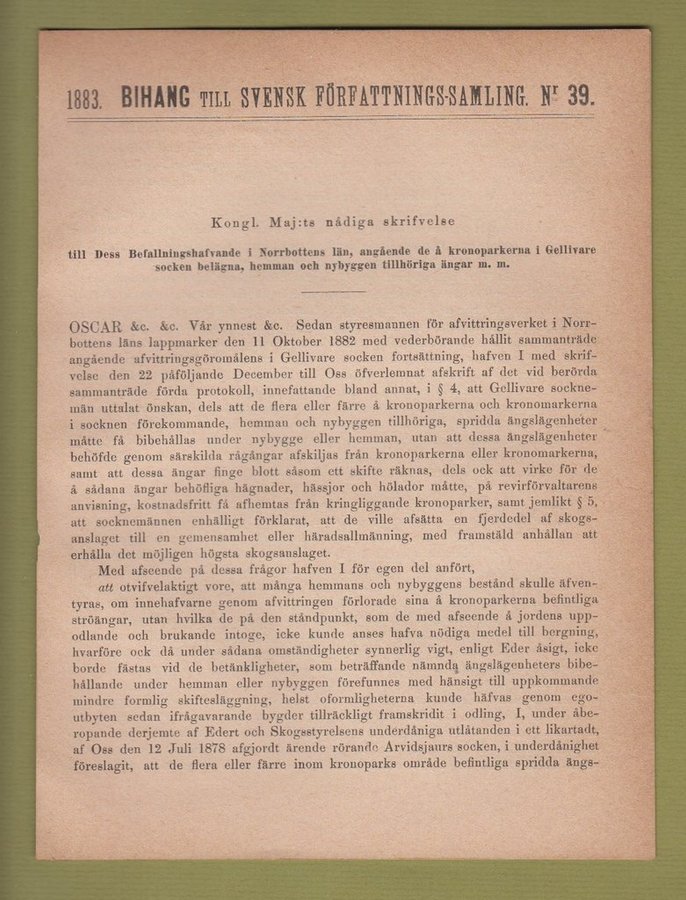 1883. BIHANG TILL SVENSK FÖRFATTNINGS-SAMLING. Nr 39.
Kongl. Maj:ts nådiga skrifvelse
till Dess Befallningshafvande i Norrbottens län, angående de å kronoparkerna i Gellivare
socken belägna, hemman och nybyggen tillhöriga ängar m. m.
OSCAR &c. &c. Vår ynnest &c. Sedan styresmannen för afvittringsverket i Norr-
bottens läns lappmarker den 11 Oktober 1882 med vederbörande hållit sammanträde
angående afvittringsgöromålens i Gellivare socken fortsättning, hafven I med skrif-
velse den 22 påföljande December till Oss öfverlemnat afskrift af det vid berörda
sammanträde förda protokoll, innefattande bland annat, i § 4, att Gellivare sockne-
män uttalat önskan, dels att de flera eller färre å kronoparkerna och kronomarkerna
i socknen förekommande, hemman och nybyggen tillhöriga, spridda ängslägenheter
måtte få bibehållas under nybygge eller hemman, utan att dessa ängslägenheter
behöfde genom särskilda rågångar afskiljas från kronoparkerna eller kronomarkerna,
samt att dessa ängar finge blott såsom ett skifte räknas, dels ock att virke för de
å sådana ängar behöfliga hägnader, hässjor och hölador måtte, på revirförvaltarens
anvisning, kostnadsfritt få afhemtas från kringliggande kronoparker, samt jemlikt § 5,
att socknemännen enhälligt förklarat, att de ville afsätta en fjerdedel af skogs-
anslaget till en gemensamhet eller häradsallmänning, med framstäld anhållan att
erhålla det möjligen högsta skogsanslaget.
Med afseende på dessa frågor hafven I för egen del anfört,
att otvifvelaktigt vore, att många hemmans och nybyggens bestånd skulle äfven-
tyras, om innehafvarne genom afvittringen förlorade sina å kronoparkerna befintliga
ströängar, utan hvilka de på den ståndpunkt, som de med afseende å jordens upp-
odlande och brukande intoge, icke kunde anses hafva nödiga medel till bergning,
hvarföre ock då under sådana omständigheter synnerlig vigt, enligt Eder åsigt, icke
borde fästas vid de betänkligheter, som beträffande nämnda ängslägenheters bibe-
hållande under hemman eller nybyggen förefunnes med hänsigt till uppkommande
mindre formlig skiftesläggning, helst oformligheterna kunde häfvas genom ego-
utbyten sedan ifrågavarande bygder tillräckligt framskridit i odling, I, under åbe-
ropande derjemte af Edert och Skogsstyrelsens underdåniga utlåtanden i ett likartadt,
af Oss den 12 Juli 1878 afgjordt ärende rörande Arvidsjaurs socken, i underdånighet
föreslagit, att de flera eller färre inom kronoparks område befintliga spridda ängs-